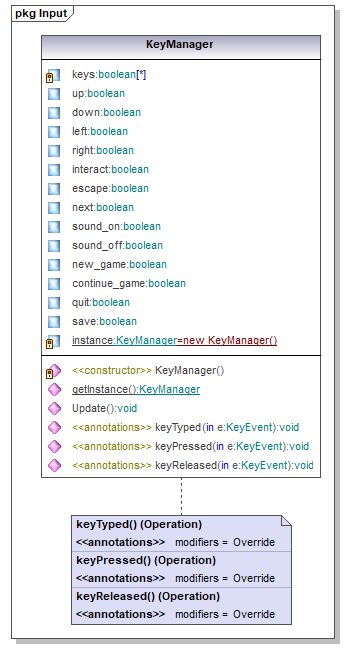 pkg Input
KeyManager
keys:boolean[*]
up:boolean
down:boolean
left:boolean
right:boolean
interact:boolean
escape:boolean
next:boolean
sound_on:boolean
sound_off:boolean
new_game:boolean
continue_game:boolean
quit:boolean
save:boolean
instance:KeyManager=new KeyManager()
<<constructor>> KeyManager()
getInstance():KeyManager
Update():void
<<annotations>> keyTyped(in e:KeyEvent):void
<<annotations>> keyPressed(in e:KeyEvent):void
<<annotations>> keyReleased(in e:KeyEvent):void
keyTyped() (Operation)
<<annotations>> modifiers = Override
keyPressed() (Operation)
<<annotations>> modifiers = Override
keyReleased() (Operation)
<<annotations>> modifiers = Override